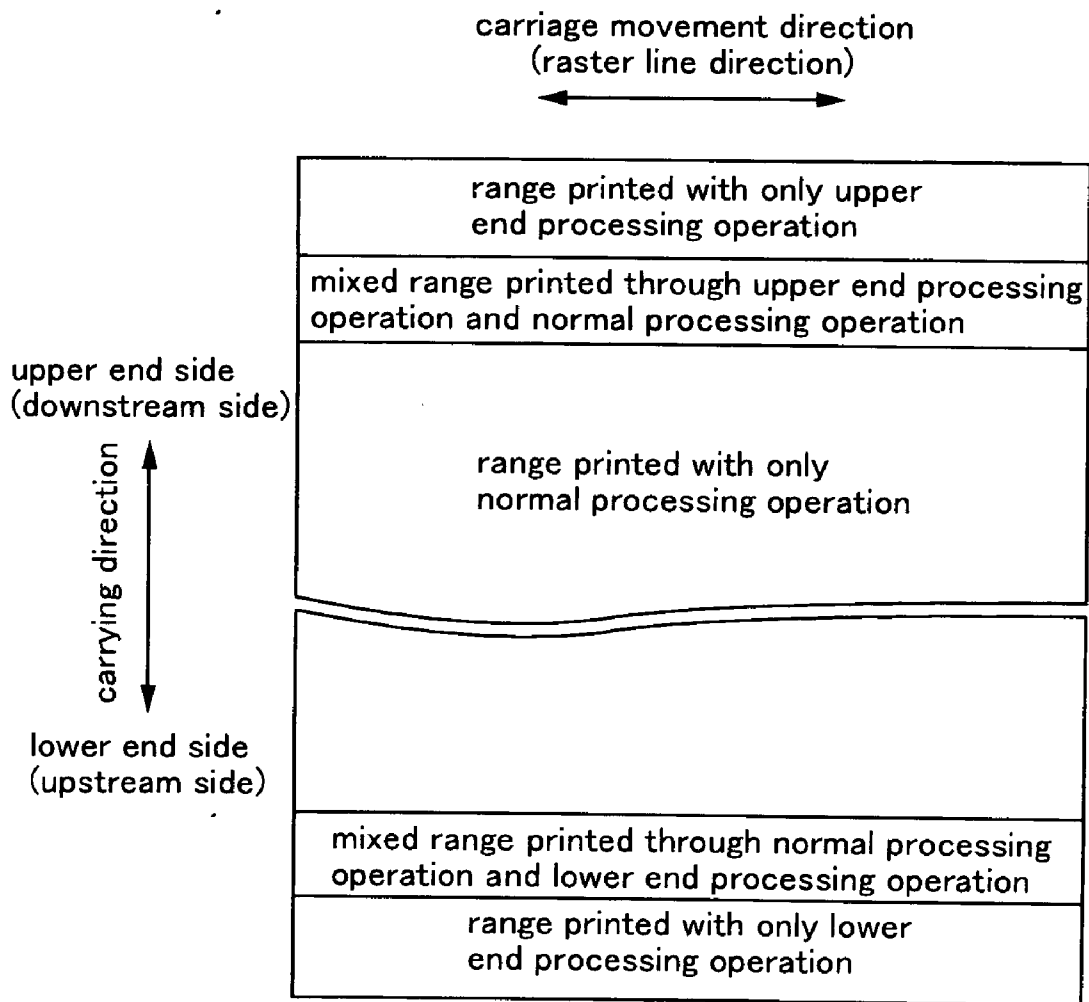 carriage movement direction
(raster line direction)
range printed with only upper
end processing operation
mixed range printed through upper end processing
operation and normal processing operation
upper end side
(downstream side)
carrying direction
range printed with only
normal processing operation
lower end side
(upstream side)
mixed range printed through normal processing
operation and lower end processing operation
range printed with only lower
end processing operation